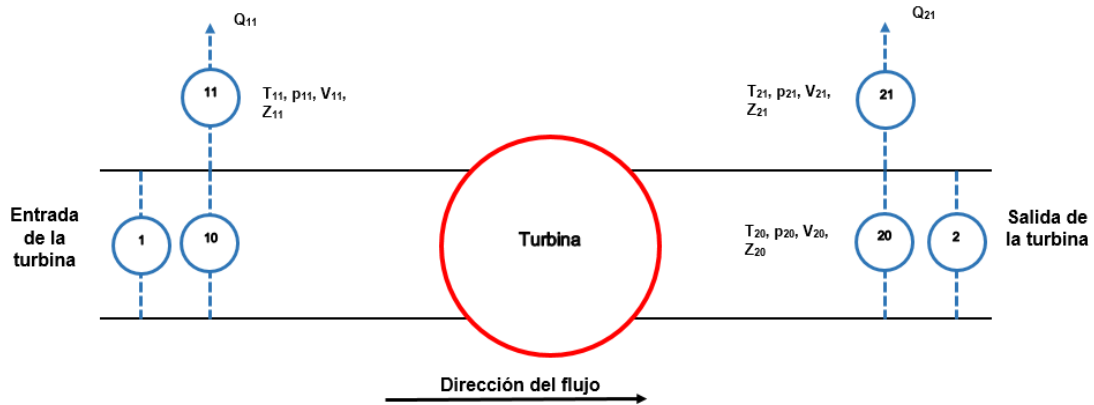 Q₁₁
11
T₁₁, p₁₁, V₁₁,
Z₁₁
Entrada
de la
turbina
1
10
Turbina
Dirección del flujo
Q₂₁
T₂₁, p₂₁, V₂₁,
Z₂₁
21
T₂₀, p₂₀, V₂₀,
Z₂₀
20
2
Salida de
la turbina